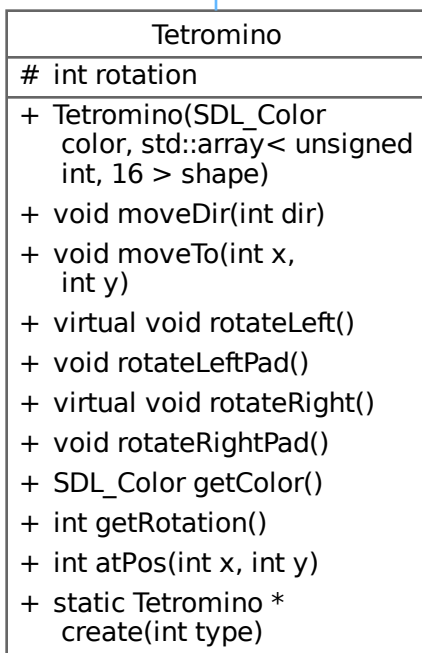 Tetromino
# int rotation
+ Tetromino(SDL_Color
color, std::array< unsigned
int, 16 > shape)
+ void moveDir(int dir)
+ void moveTo(int x,
int y)
+ virtual void rotateLeft()
+ void rotateLeftPad()
+ virtual void rotateRight()
+ void rotateRightPad()
+ SDL_Color getColor()
+ int getRotation()
+ int atPos(int x, int y)
+ static Tetromino *
create(int type)